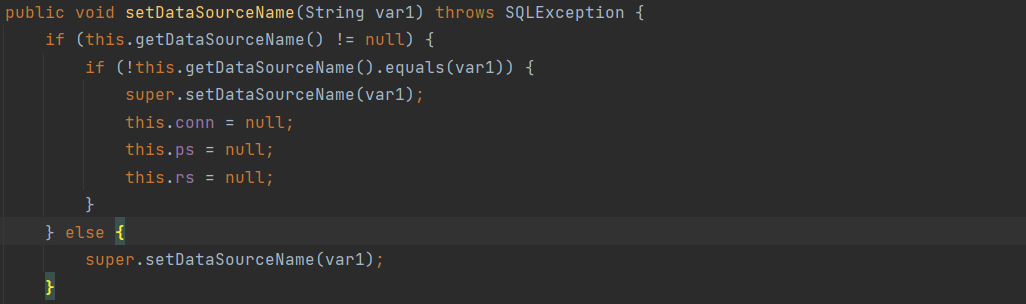 public void setDataSourceName(String var1) throws SQLException {
    if (this.getDataSourceName() != null) {
        if (!this.getDataSourceName().equals(var1)) {
            super.setDataSourceName(var1);
            this.conn = null;
            this.ps = null;
            this.rs = null;
        }
    } else {
        super.setDataSourceName(var1);
    }